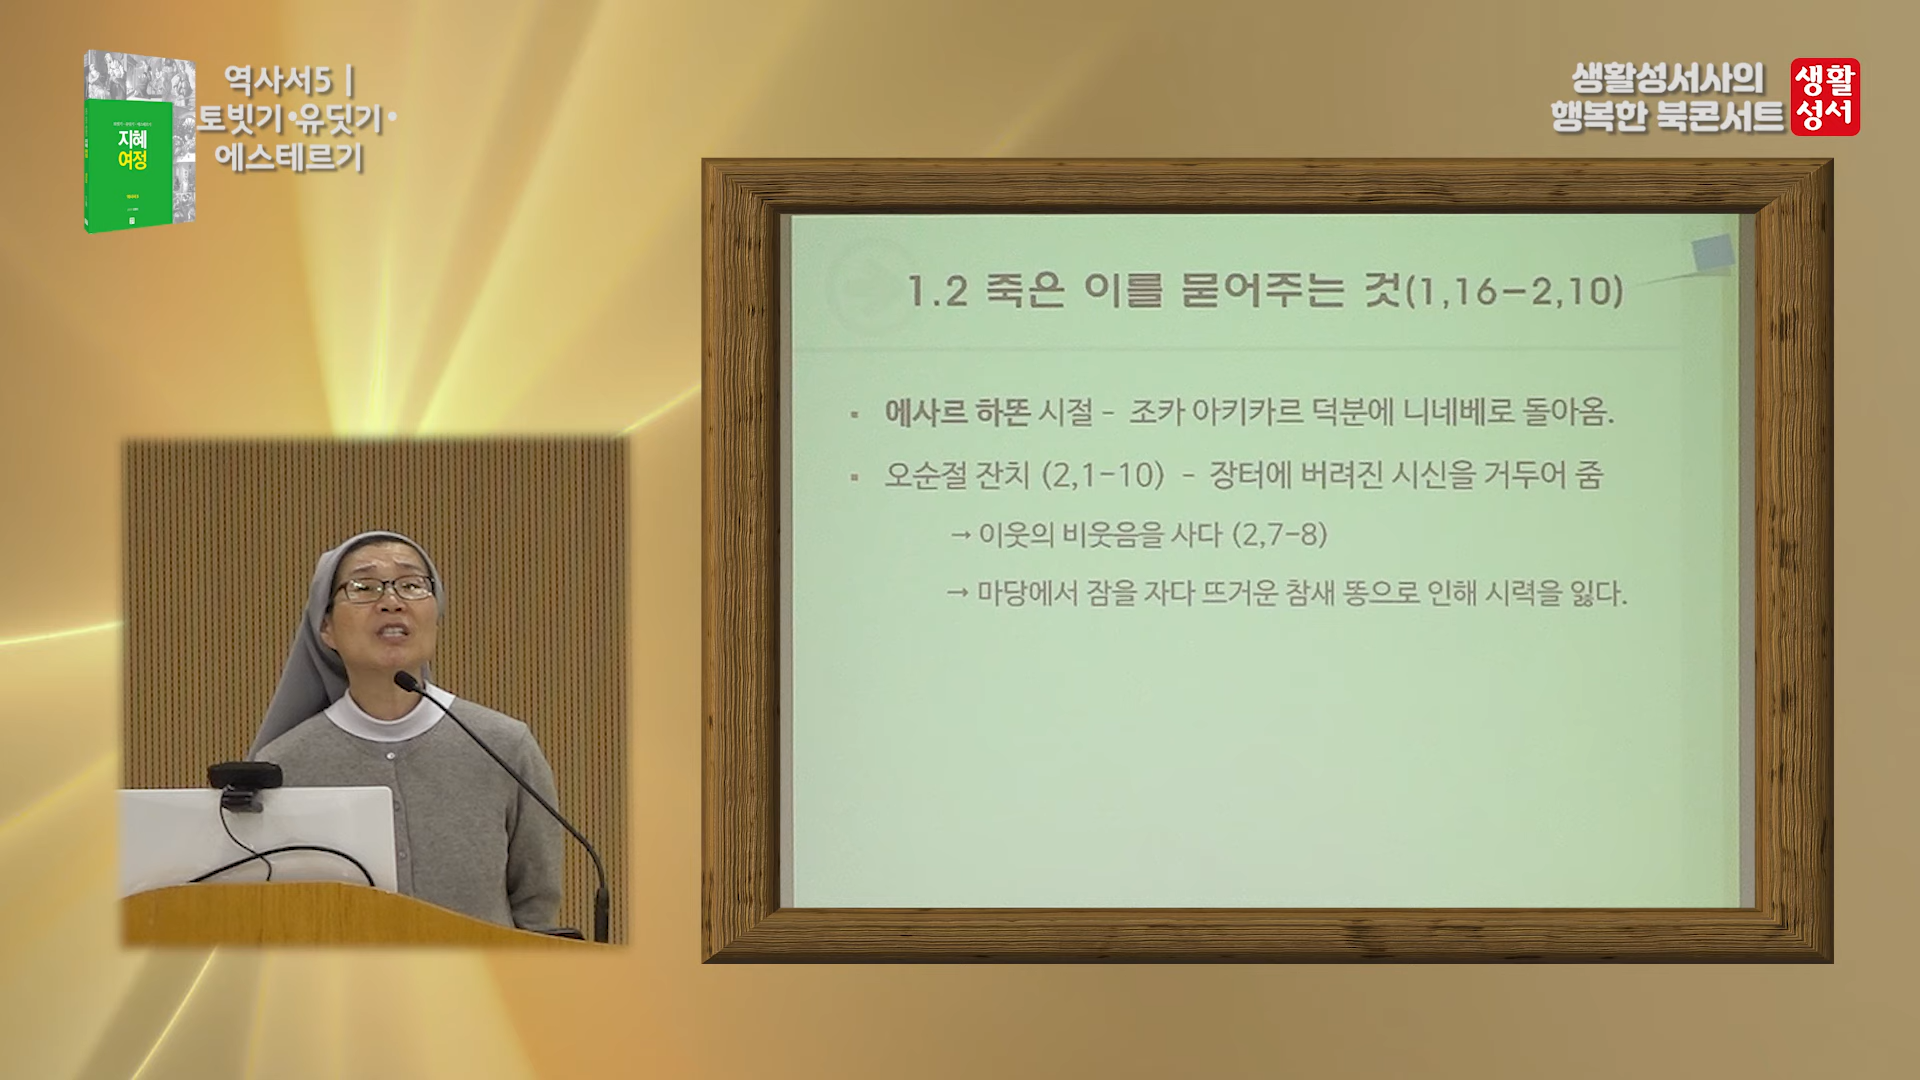 역사서5 |
토빗기•유딧기•
에스테르기
지혜
여정
생활성서사의
행복한 북콘서트
생활
성서
1.2 죽은 이를 묻어주는 것(1,16-2,10)
▪ 에사르 하똔 시절 - 조카 아키카르 덕분에 니네베로 돌아옴.
▪ 오순절 잔치 (2,1-10) - 장터에 버려진 시신을 거두어 줌
→ 이웃의 비웃음을 사다 (2,7-8)
→ 마당에서 잠을 자다 뜨거운 참새 똥으로 인해 시력을 잃다.